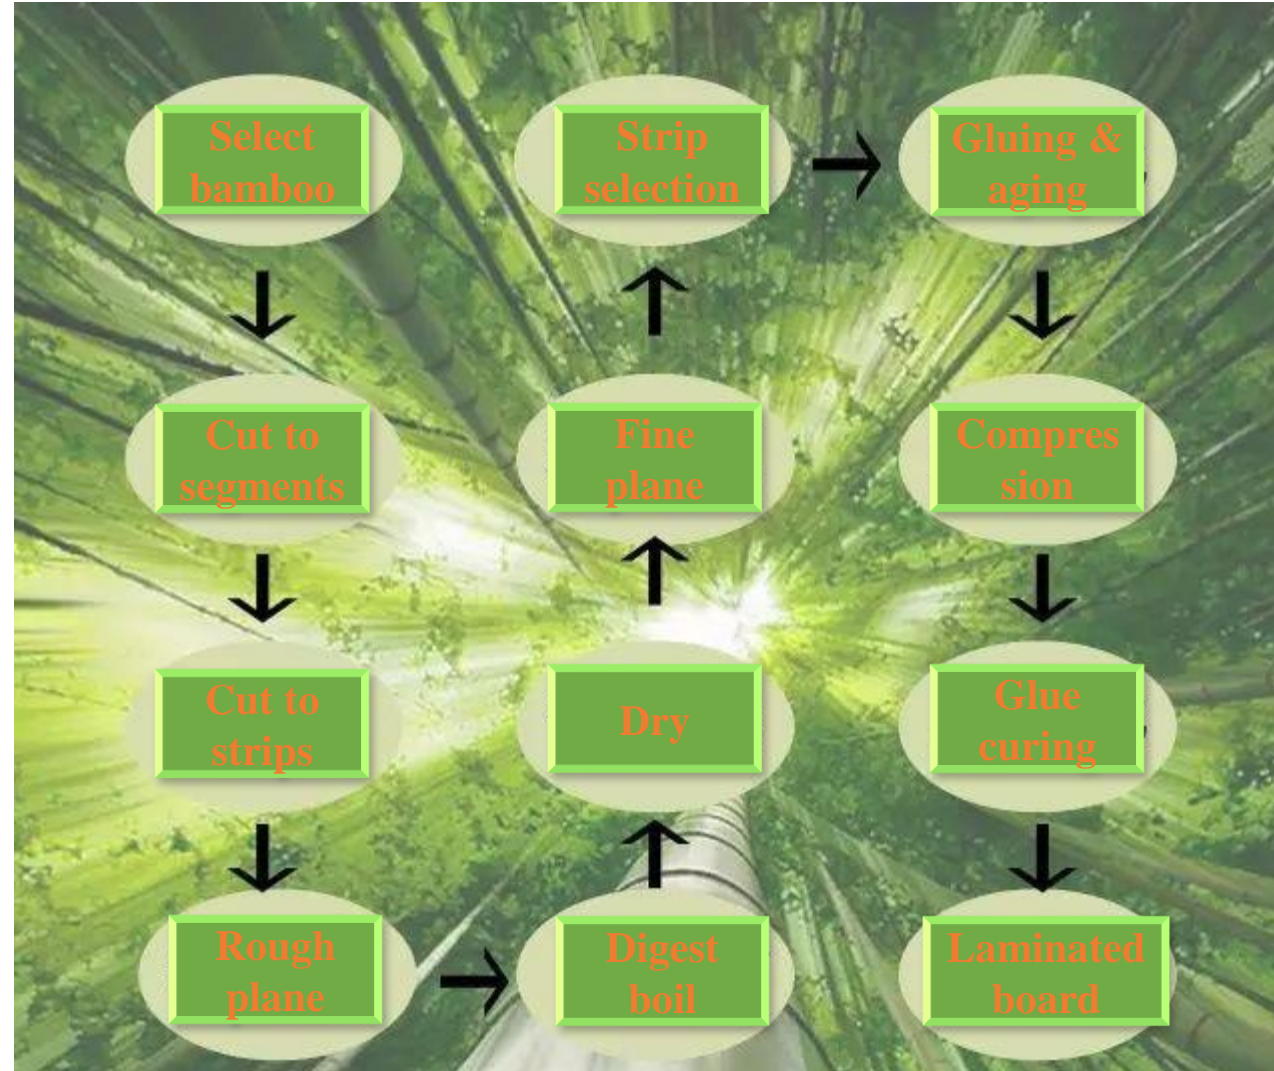 Select
bamboo
Cut to
segments
Cut to
strips
Rough
plane
Digest
boil
Dry
Fine
plane
Strip
selection
Gluing &
aging
Compres
sion
Glue
curing
Laminated
board